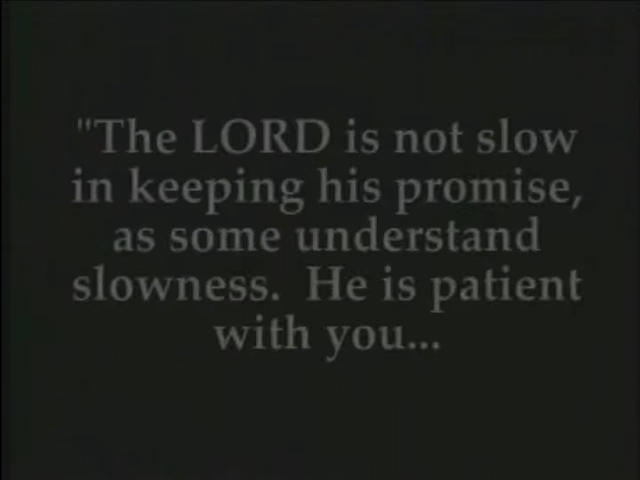 "The LORD is not slow
in keeping his promise,
as some understand
slowness.  He is patient
with you...